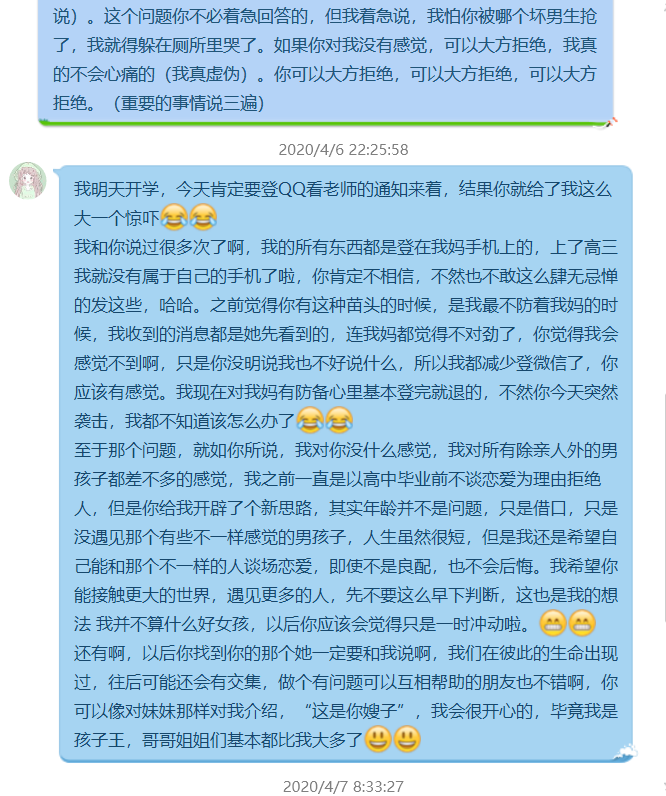 说）。这个问题你不必着急回答的，但我着急说，我怕你被哪个坏男生抢
了，我就得躲在厕所里哭了。如果你对我没有感觉，可以大方拒绝，我真
的不会心痛的（我真虚伪）。你可以大方拒绝，可以大方拒绝，可以大方
拒绝。（重要的事情说三遍）
2020/4/6 22:25:58
我明天开学，今天肯定要登QQ看老师的通知来着，结果你就给了我这么
大一个惊吓😂😂
我和你说过很多次了啊，我的所有东西都是登在我妈手机上的，上了高三
我就没有属于自己的手机了啦，你肯定不相信，不然也不敢这么肆无忌惮
的发这些，哈哈。之前觉得你有这种苗头的时候，是我最不防着我妈的时
候，我收到的消息都是她先看到的，连我妈都觉得不对劲了，你觉得我会
感觉不到啊，只是你没明说我也不好说什么，所以我都减少登微信了，你
应该有感觉。我现在对我妈有防备心里基本登完就退的，不然你今天突然
袭击，我都不知道该怎么办了😂😂
至于那个问题，就如你所说，我对你没什么感觉，我对所有除亲人外的男
孩子都差不多的感觉，我之前一直是以高中毕业前不谈恋爱为理由拒绝
人，但是你给我开辟了个新思路，其实年龄并不是问题，只是借口，只是
没遇见那个有些不一样感觉的男孩子，人生虽然很短，但是我还是希望自
己能和那个不一样的人谈场恋爱，即使不是良配，也不会后悔。我希望你
能接触更大的世界，遇见更多的人，先不要这么早下判断，这也是我的想
法 我并不算什么好女孩，以后你应该会觉得只是一时冲动啦。😁😁
还有啊，以后你找到你的那个她一定要和我说啊，我们在彼此的生命出现
过，往后可能还会有交集，做个有问题可以互相帮助的朋友也不错啊，你
可以像对妹妹那样对我介绍，“这是你嫂子”，我会很开心的，毕竟我是
孩子王，哥哥姐姐们基本都比我大多了😃😃
2020/4/7 8:33:27